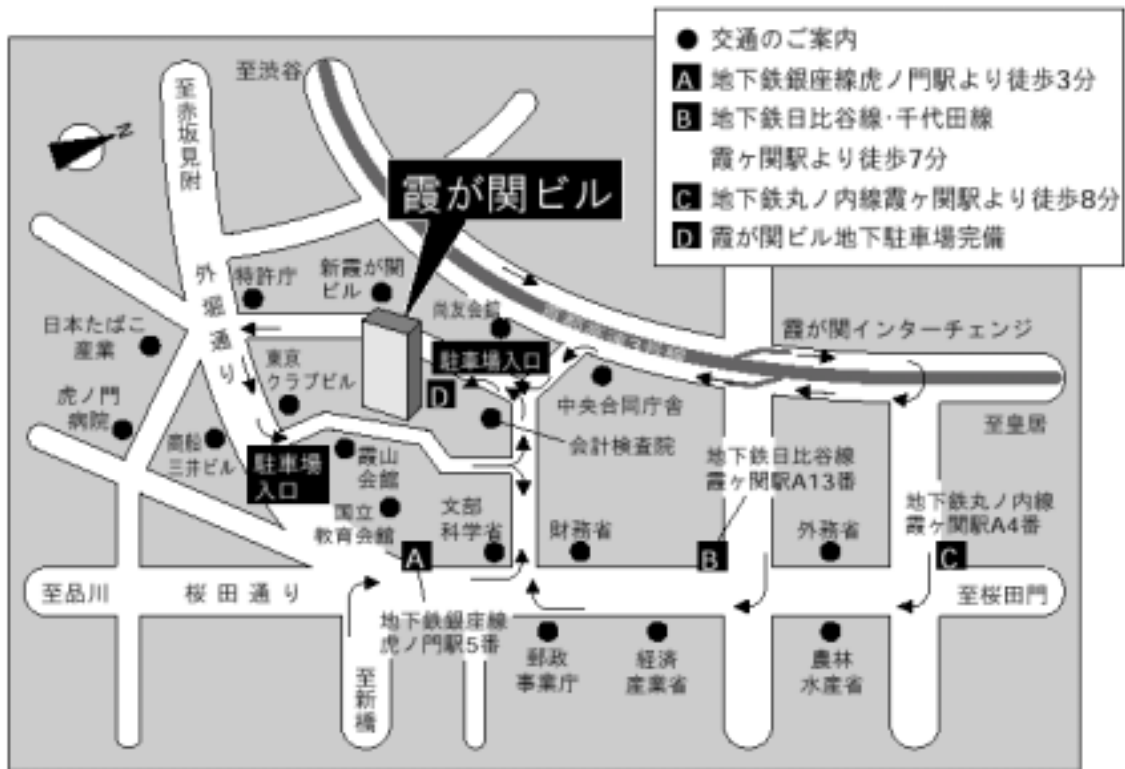 ● 交通のご案内
A 地下鉄銀座線虎ノ門駅より徒歩3分
B 地下鉄日比谷線・千代田線
霞ヶ関駅より徒歩7分
C 地下鉄丸ノ内線霞ヶ関駅より徒歩8分
D 霞が関ビル地下駐車場完備
至渋谷
至赤坂見附
N
霞が関ビル
外堀通り
特許庁
新霞が関
ビル
尚友会館
霞が関インターチェンジ
日本たばこ
産業
東京
クラブビル
駐車場入口
D
中央合同庁舎
至皇居
虎ノ門
病院
商船
三井ビル
駐車場
入口
霞山
会館
会計検査院
地下鉄日比谷線
霞ヶ関駅A13番
地下鉄丸ノ内線
霞ヶ関駅A4番
国立
教育会館
文部
科学省
財務省
外務省
A
B
C
至品川
桜田通り
至桜田門
地下鉄銀座線
虎ノ門駅5番
至新橋
郵政
事業庁
経済
産業省
農林
水産省